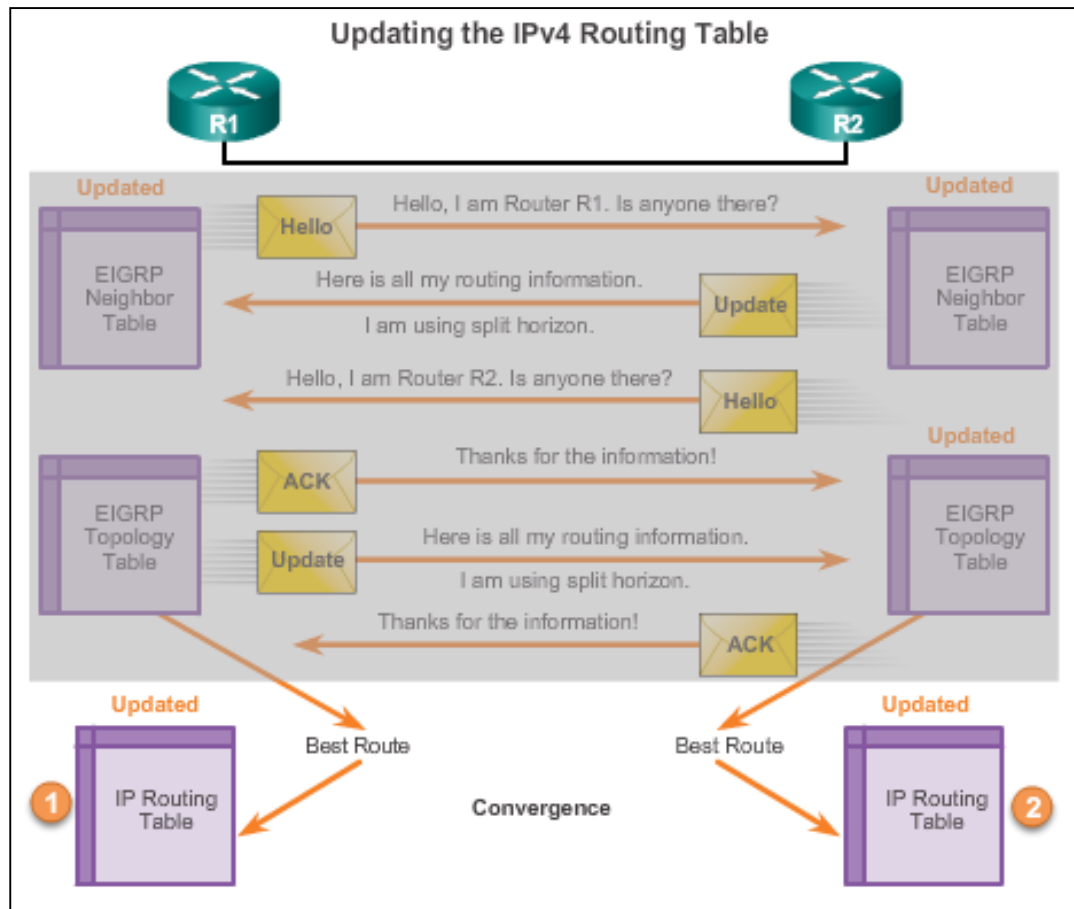 Updating the IPv4 Routing Table
R1
R2
Updated
Updated
EIGRP
Neighbor
Table
Hello
Hello, I am Router R1. Is anyone there?
EIGRP
Neighbor
Table
Here is all my routing information.
I am using split horizon.
Update
Hello, I am Router R2. Is anyone there?
Hello
Updated
EIGRP
Topology
Table
ACK
Thanks for the information!
EIGRP
Topology
Table
Update
Here is all my routing information.
I am using split horizon.
Thanks for the information!
ACK
Updated
Updated
Best Route
Best Route
1
IP Routing
Table
Convergence
IP Routing
Table
2